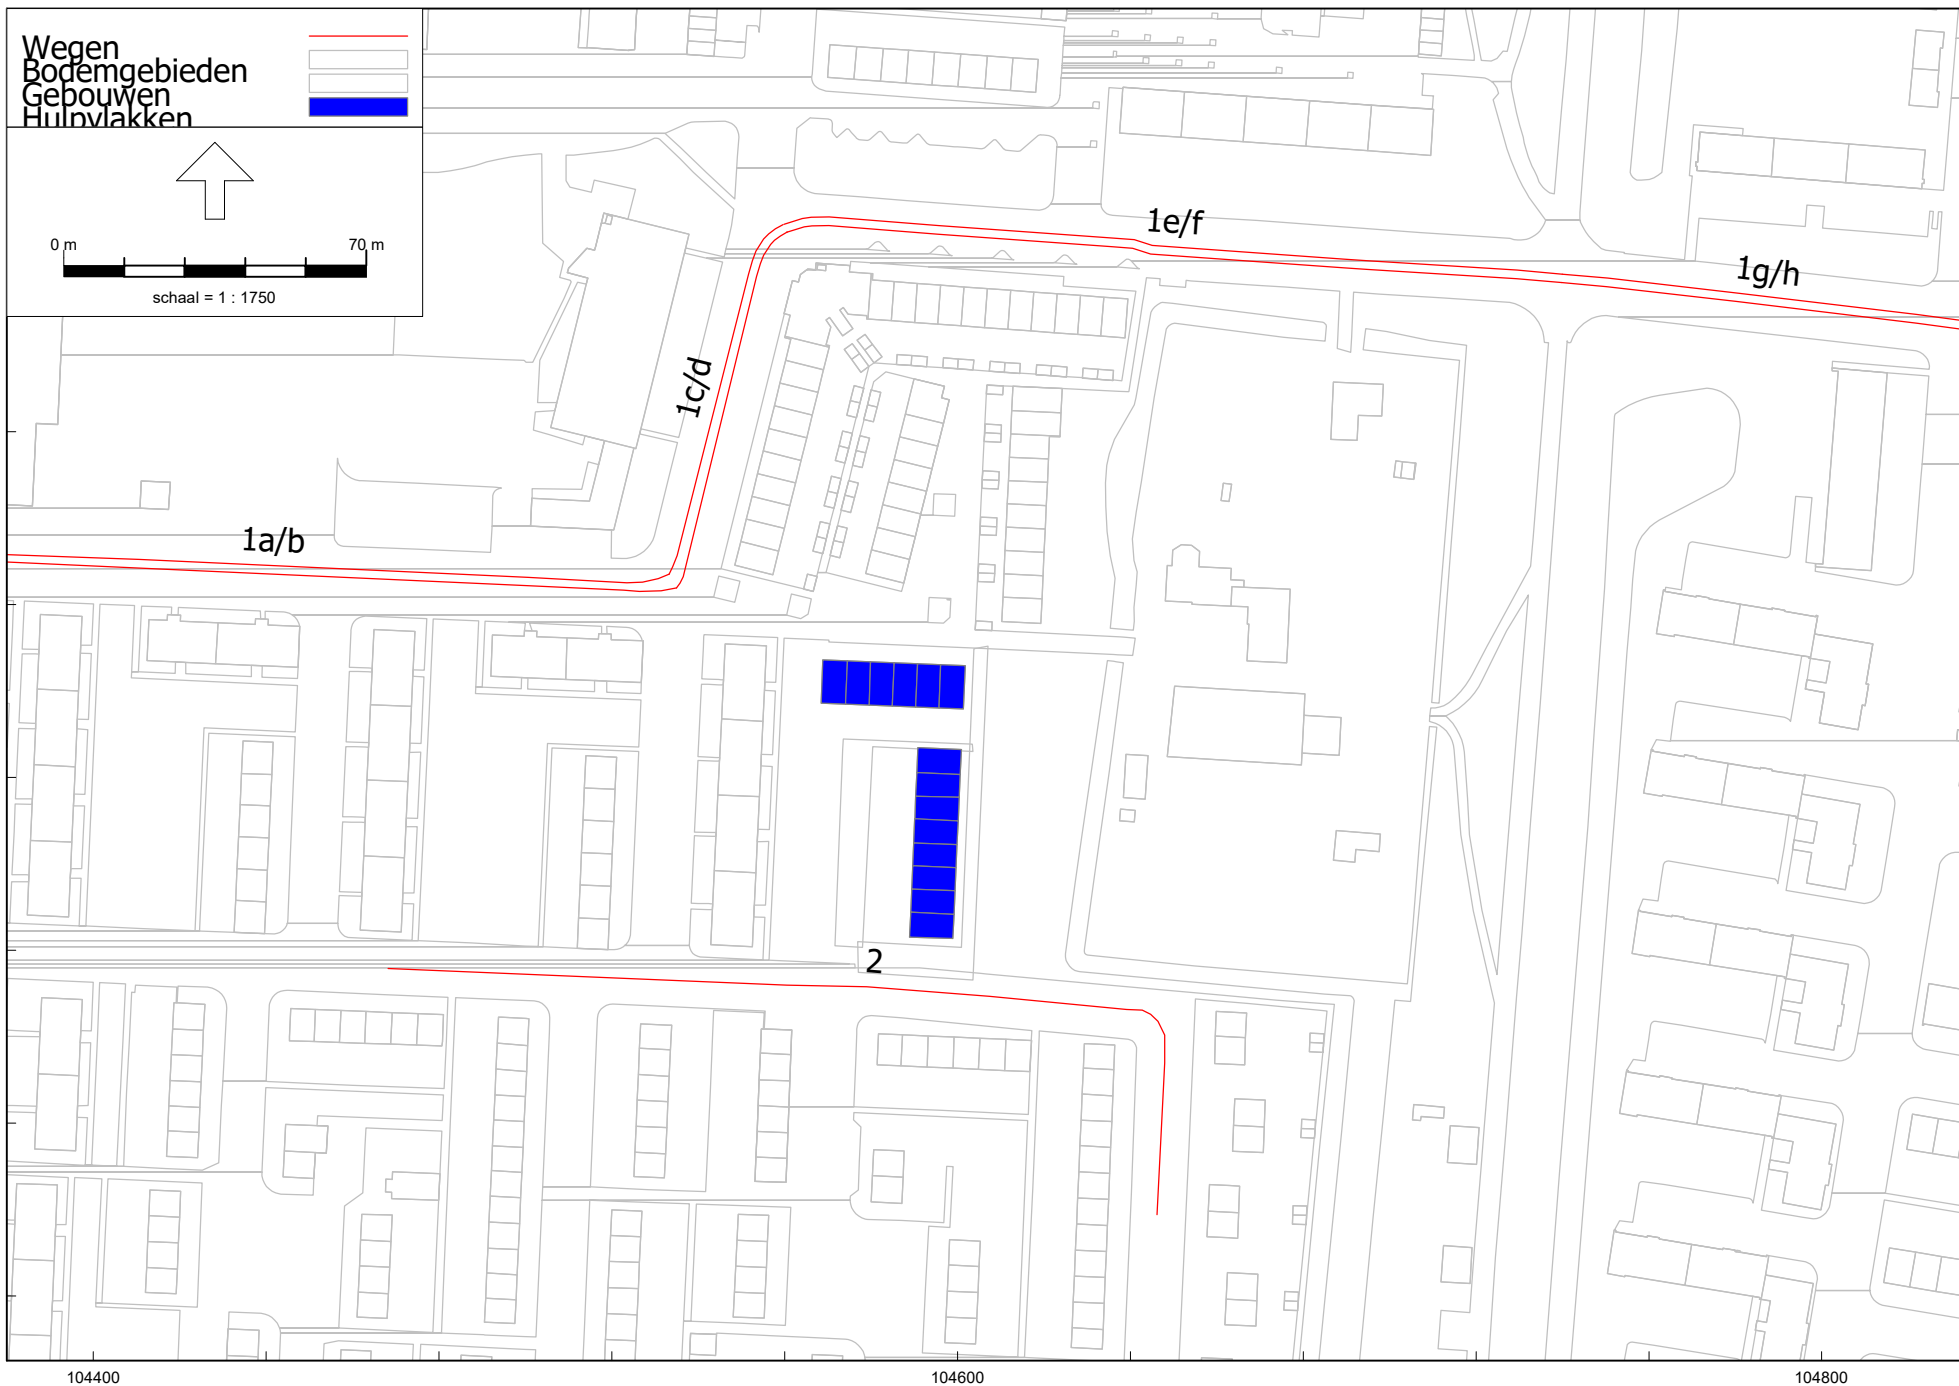 Wegen
Bodemgebieden
Gebouwen
Hulpvlakken
0 m
70 m
schaal = 1 : 1750
1e/f
1g/h
1c/d
1a/b
2
104400
104600
104800